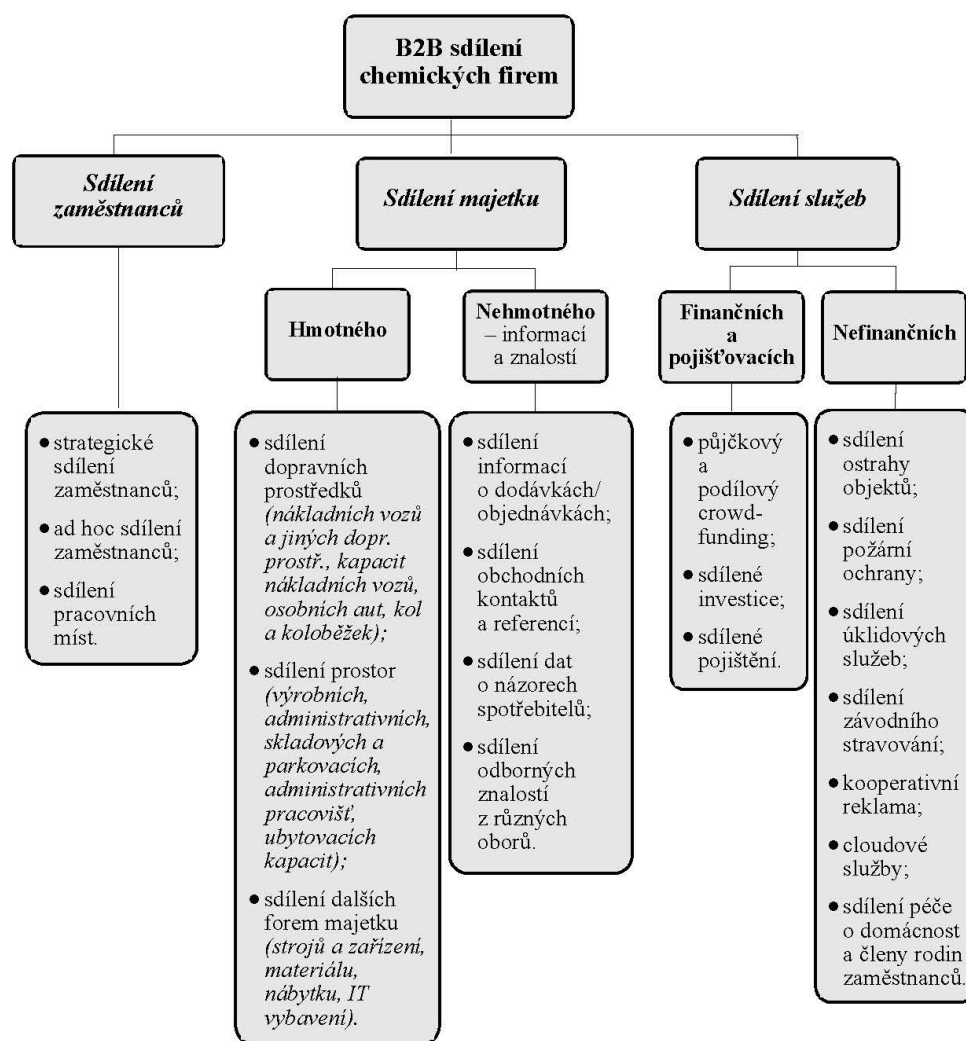 B2B sdílení
chemických firem
Sdílení
zaměstnanců
Sdílení majetku
Sdílení služeb
Hmotného
Nehmotného
– informací
a znalostí
Finančních
a
pojišťovacích
Nefinančních
• strategické
sdílení
zaměstnanců;
• ad hoc sdílení
zaměstnanců;
• sdílení
pracovních
míst.
• sdílení
dopravních
prostředků
(nákladních vozů
a jiných dopr.
prostř., kapacit
nákladních vozů,
osobních aut, kol
a koloběžek);
• sdílení prostor
(výrobních,
administrativních,
skladových a
parkovacích,
administrativních
pracovišť,
ubytovacích
kapacit);
• sdílení dalších
forem majetku
(strojů a zařízení,
materiálu,
nábytku, IT
vybavení).
• sdílení
informací
o dodávkách/
objednávkách;
• sdílení
obchodních
kontaktů
a referencí;
• sdílení dat
o názorech
spotřebitelů;
• sdílení
odborných
znalostí
z různých
oborů.
• půjčkový
a
podílový
crowd-
funding;
• sdílené
investice;
• sdílené
pojištění.
• sdílení
ostrahy
objektů;
• sdílení
požární
ochrany;
• sdílení
úklidových
služeb;
• sdílení
závodního
stravování;
• kooperativní
reklama;
• cloudové
služby;
• sdílení péče
o domácnost
a členy rodin
zaměstnanců.